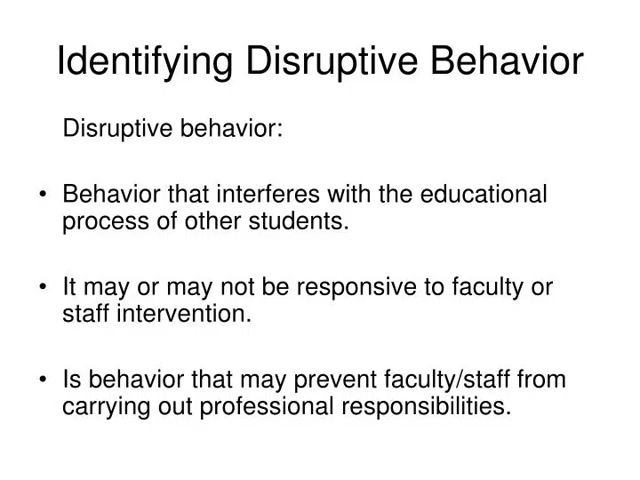 Identifying Disruptive Behavior
Disruptive behavior:
• Behavior that interferes with the educational
process of other students.
• It may or may not be responsive to faculty or
staff intervention.
• Is behavior that may prevent faculty/staff from
carrying out professional responsibilities.